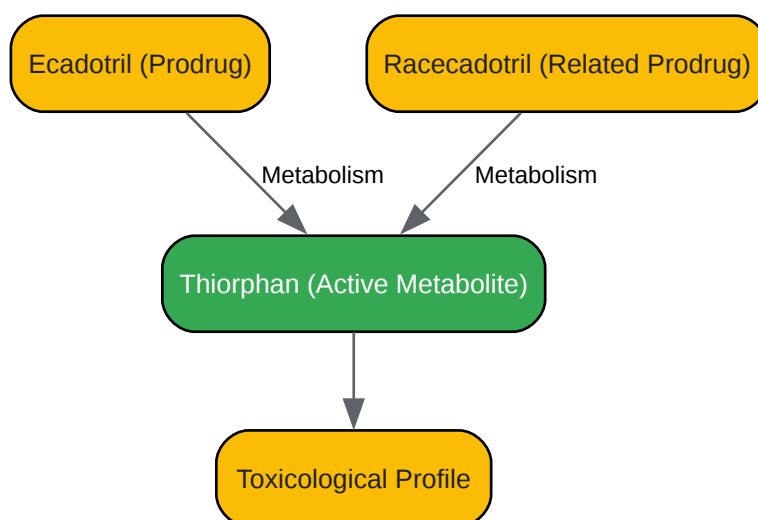 Ecadotril (Prodrug)
Racecadotril (Related Prodrug)
Metabolism
Metabolism
Thiorphan (Active Metabolite)
Toxicological Profile